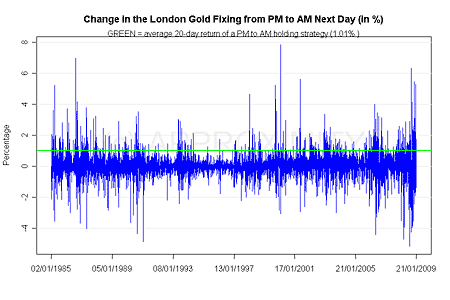 Change in the London Gold Fixing from PM to AM Next Day (in %)
GREEN = average 20-day return of a PM to AM holding strategy (1.01% )
Percentage
8
6
4
2
0
-2
-4
02/01/1985 05/01/1989 08/01/1993 13/01/1997 17/01/2001 21/01/2005 21/01/2009